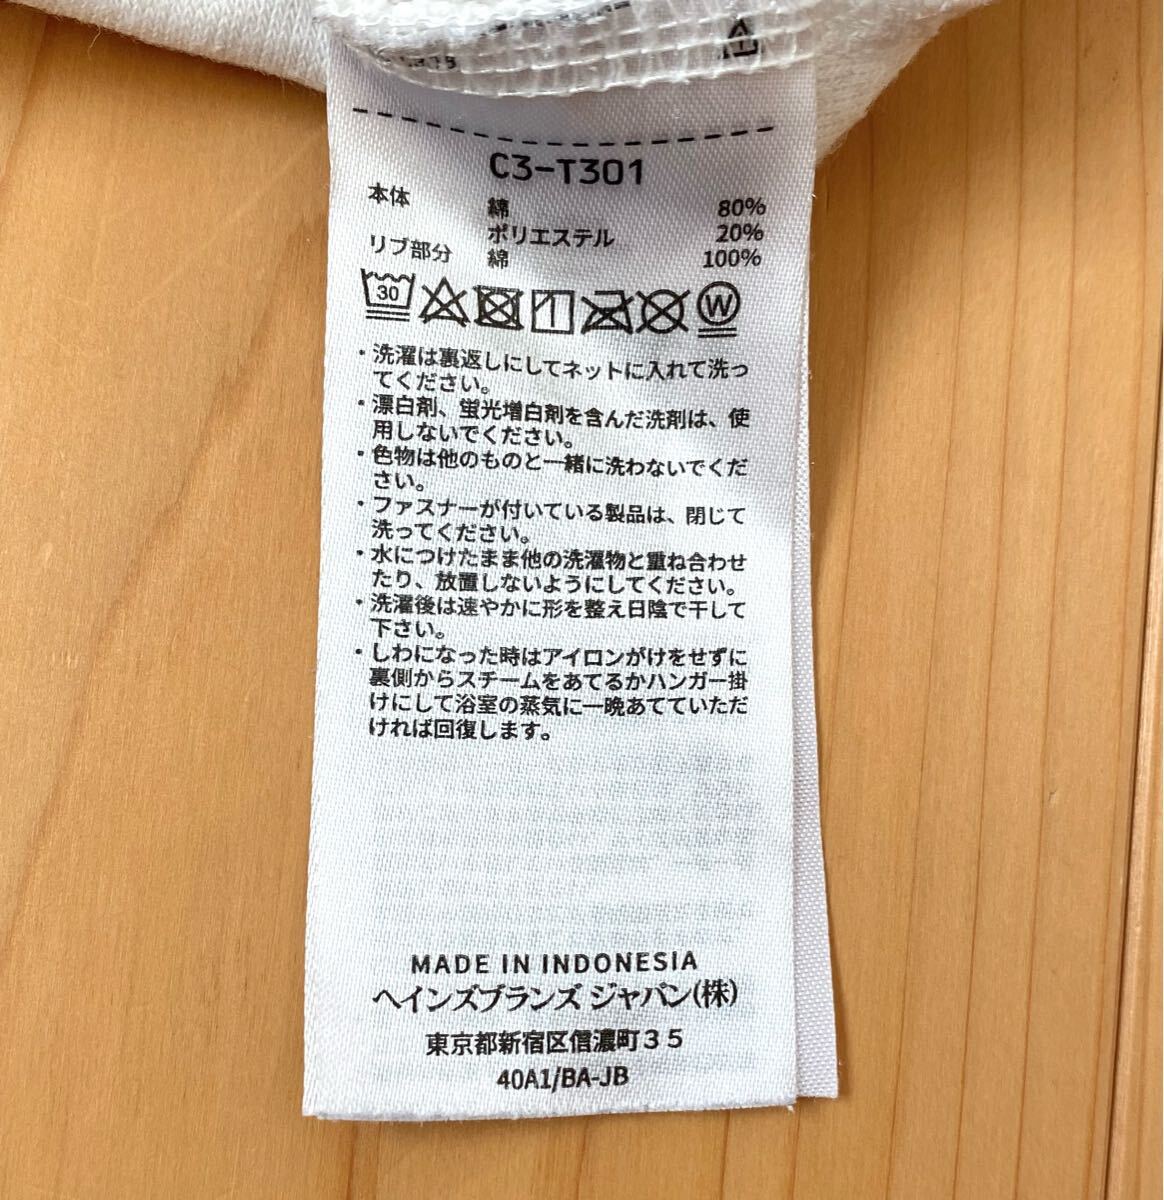 C3-T301
本体 綿 80%
ポリエステル 20%
リブ部分 綿 100%
30 W
・洗濯は裏返しにしてネットに入れて洗っ
てください。
・漂白剤、蛍光増白剤を含んだ洗剤は、使
用しないでください。
・色物は他のものと一緒に洗わないでくだ
さい。
・ファスナーが付いている製品は、閉じて
洗ってください。
・水につけたまま他の洗濯物と重ね合わせ
たり、放置しないようにしてください。
・洗濯後は速やかに形を整え日陰で干して
下さい。
・しわになった時はアイロンがけをせずに
裏側からスチームをあてるかハンガー掛
けにして浴室の蒸気に一晩あてていただ
ければ回復します。
MADE IN INDONESIA
ヘインズブランズ ジャパン(株)
東京都新宿区信濃町３５
40A1/BA-JB